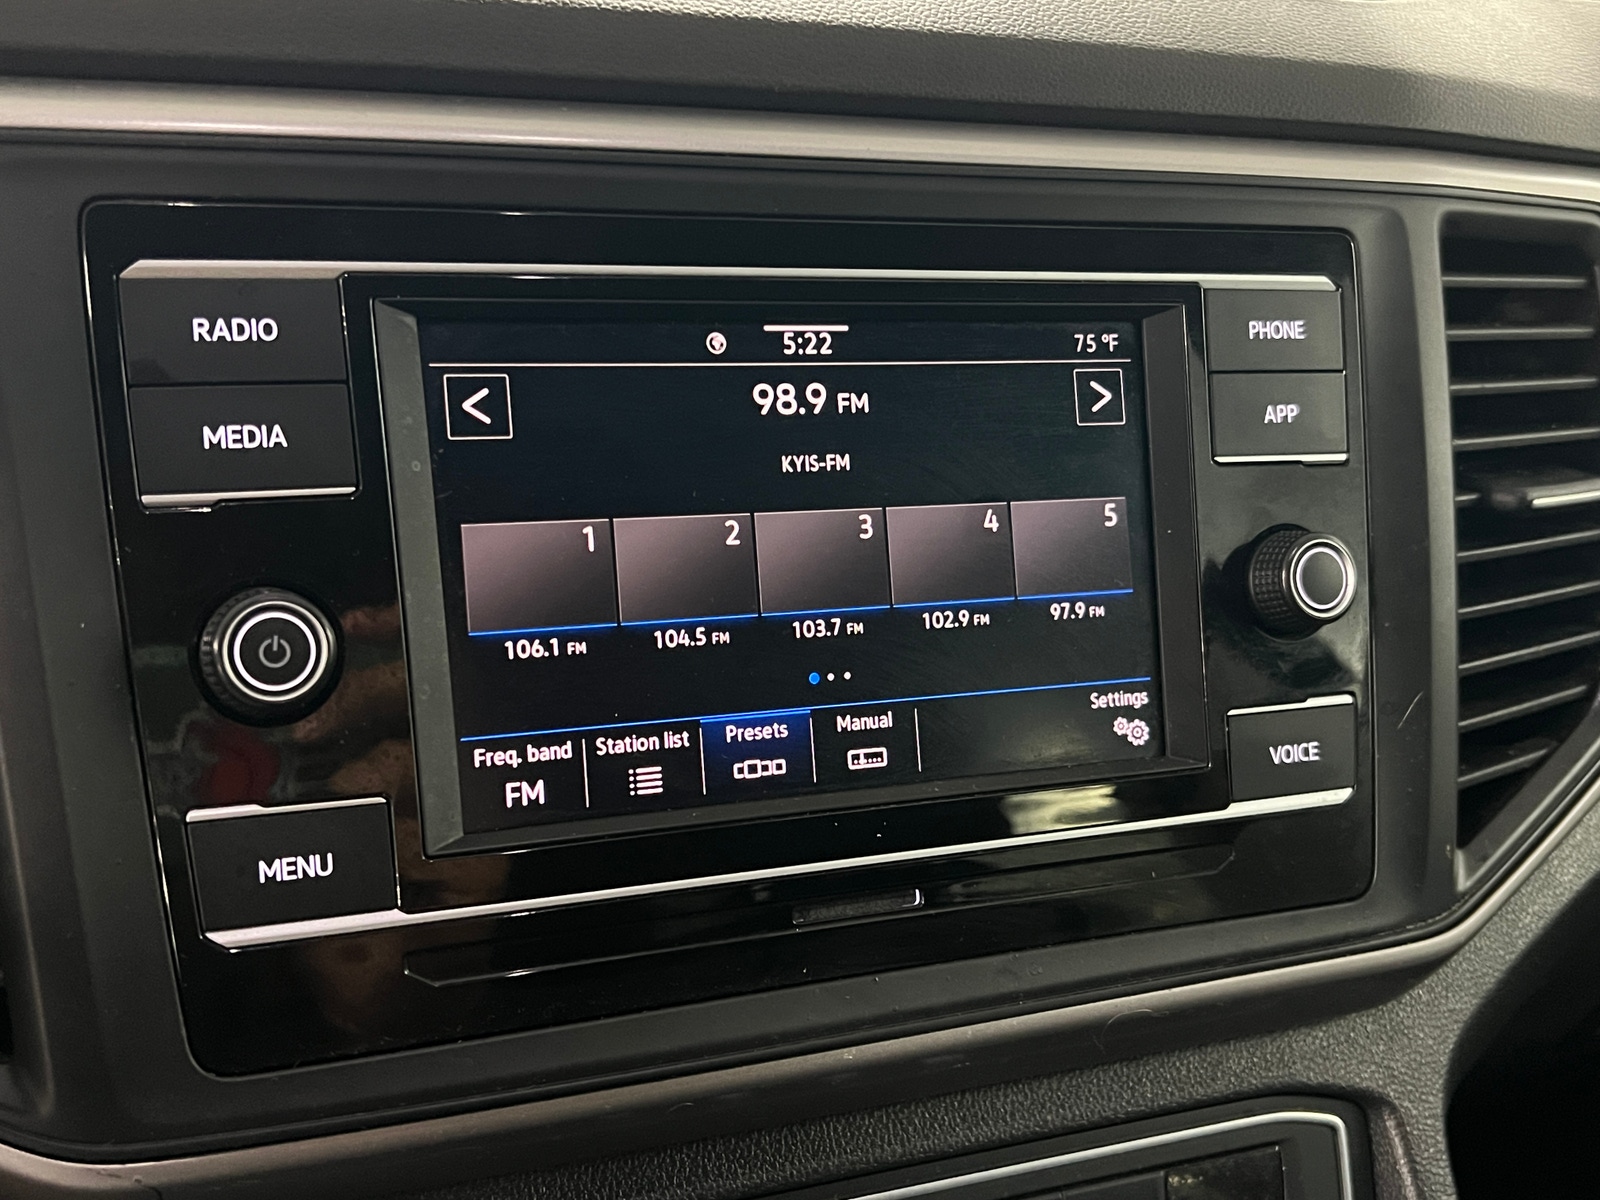 RADIO
MEDIA
MENU
5:22
75 °F
<
98.9 FM
>
KYIS-FM
1
2
3
4
5
106.1 FM
104.5 FM
103.7 FM
102.9 FM
97.9 FM
Freq. band
FM
Station list
Presets
Manual
Settings
PHONE
APP
VOICE